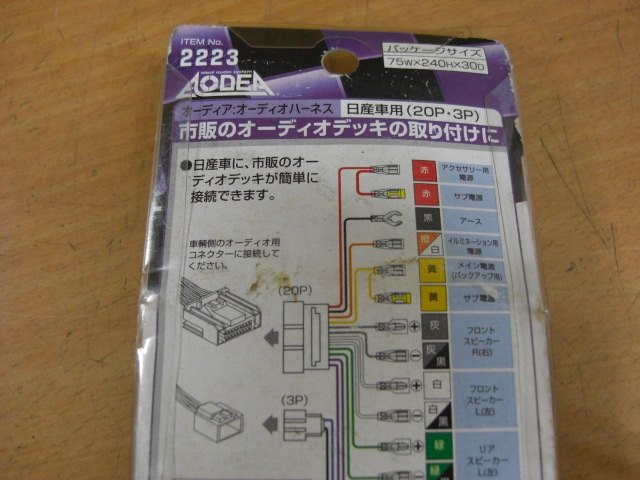 ITEM No.
2223
パッケージサイズ
75W×240H×30D
AODEA
オーディア:オーディオハーネス 日産車用(20P・3P)
市販のオーディオデッキの取り付けに
●日産車に、市販のオー
ディオデッキが簡単に
接続できます。
車輌側のオーディオ用
コネクターに接続して
ください。
(20P)
(3P)
赤 アクセサリー用
電源
赤 サブ電源
黒 アース
橙
白
イルミネーション用
電源
黄 メイン電源
(バックアップ用)
黄 サブ電源
+ 灰
− 灰
黒
フロント
スピーカー
R(右)
+ 白
− 白
黒
フロント
スピーカー
L(左)
+ 緑
− 緑
リア
スピーカー
L(左)